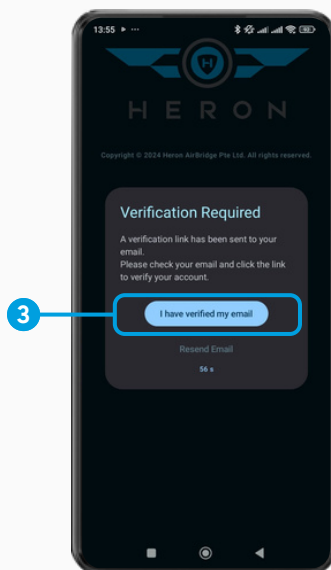 13:55
HERON
Copyright © 2024 Heron AirBridge Pte Ltd. All rights reserved.
Verification Required
A verification link has been sent to your
email.
Please check your email and click the link
to verify your account.
3
I have verified my email
Resend Email
56 s